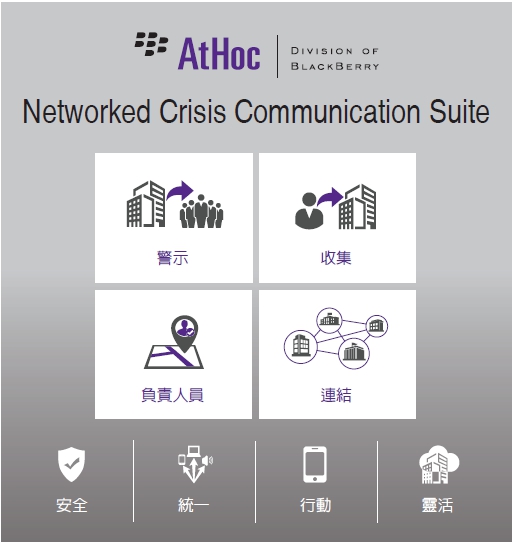 AtHoc
DIVISION OF
BLACKBERRY
Networked Crisis Communication Suite
警示
收集
負責人員
連結
安全
統一
行動
靈活